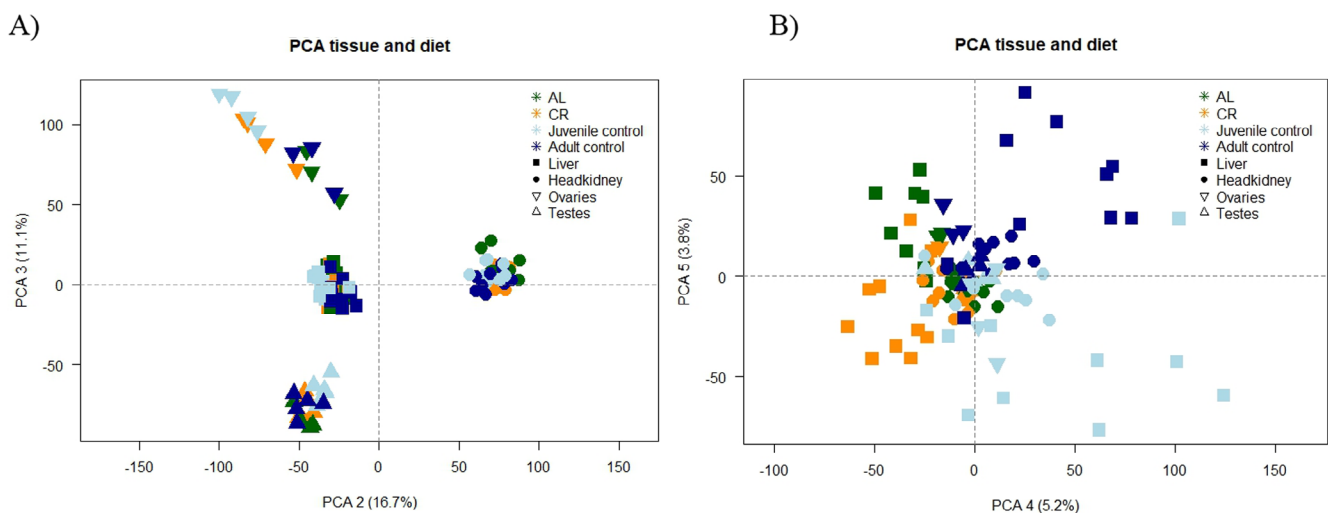 A)
PCA tissue and diet
AL
CR
Juvenile control
Adult control
Liver
Headkidney
Ovaries
Testes
PCA 3 (11.1%)
100
50
0
-50
-150
-100
-50
0
50
100
150
PCA 2 (16.7%)
B)
PCA tissue and diet
AL
CR
Juvenile control
Adult control
Liver
Headkidney
Ovaries
Testes
PCA 5 (3.8%)
50
0
-50
-100
-50
0
50
100
150
PCA 4 (5.2%)